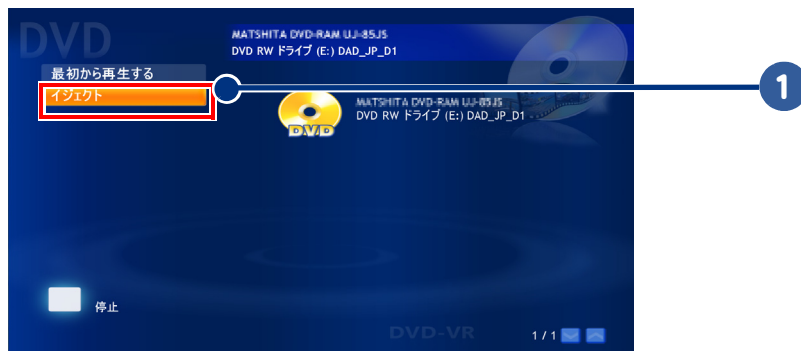 DVD
MATSHITA DVD-RAM UJ-85JS
DVD RW ドライブ (E:) DAD_JP_D1
最初から再生する
イジェクト
1
MATSHITA DVD-RAM UJ-85JS
DVD RW ドライブ (E:) DAD_JP_D1
DVD
停止
DVD-VR
1 / 1